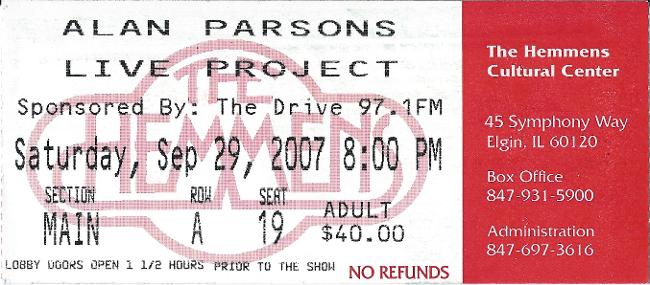 ALAN PARSONS
LIVE PROJECT
Sponsored By: The Drive 97.1FM
Saturday, Sep 29, 2007 8:00 PM
SECTION ROW SEAT
MAIN A 19 ADULT
$40.00
LOBBY DOORS OPEN 1 1/2 HOURS PRIOR TO THE SHOW
NO REFUNDS
THE
HEMMENS
The Hemmens
Cultural Center
45 Symphony Way
Elgin, IL 60120
Box Office
847-931-5900
Administration
847-697-3616